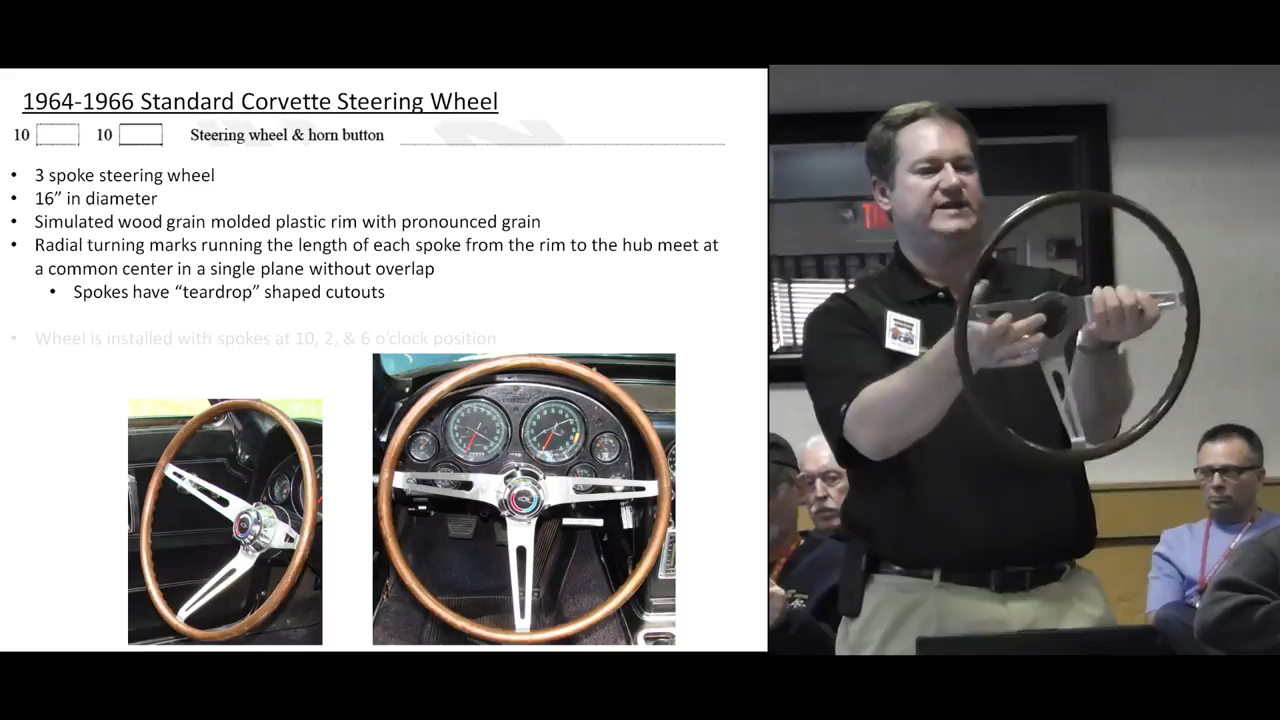 1964-1966 Standard Corvette Steering Wheel
10 10 Steering wheel & horn button
• 3 spoke steering wheel
• 16” in diameter
• Simulated wood grain molded plastic rim with pronounced grain
• Radial turning marks running the length of each spoke from the rim to the hub meet at
a common center in a single plane without overlap
• Spokes have “teardrop” shaped cutouts
• Wheel is installed with spokes at 10, 2, & 6 o’clock position